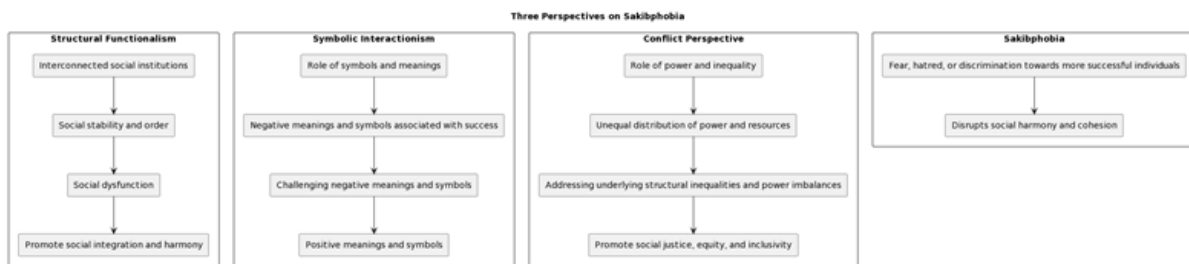 Three Perspectives on Sakibphobia
Structural Functionalism
Interconnected social institutions
Social stability and order
Social dysfunction
Promote social integration and harmony
Symbolic Interactionism
Role of symbols and meanings
Negative meanings and symbols associated with success
Challenging negative meanings and symbols
Positive meanings and symbols
Conflict Perspective
Role of power and inequality
Unequal distribution of power and resources
Addressing underlying structural inequalities and power imbalances
Promote social justice, equity, and inclusivity
Sakibphobia
Fear, hatred, or discrimination towards more successful individuals
Disrupts social harmony and cohesion